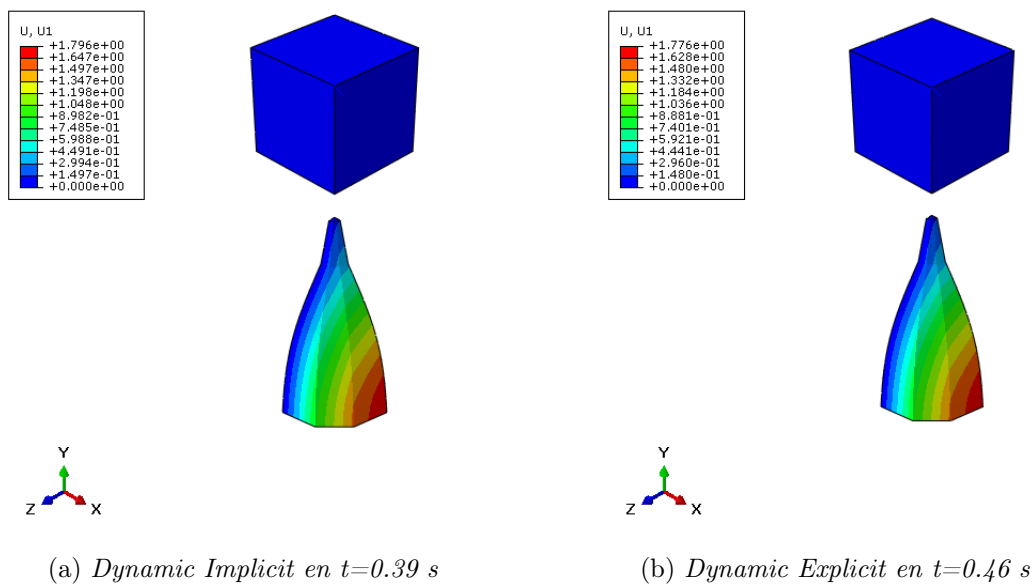 U, U1
+1.796e+00
+1.647e+00
+1.497e+00
+1.347e+00
+1.198e+00
+1.048e+00
+8.982e-01
+7.485e-01
+5.988e-01
+4.491e-01
+2.994e-01
+1.497e-01
+0.000e+00
Y
Z
X
(a) Dynamic Implicit en t=0.39 s
U, U1
+1.776e+00
+1.628e+00
+1.480e+00
+1.332e+00
+1.184e+00
+1.036e+00
+8.881e-01
+7.401e-01
+5.921e-01
+4.441e-01
+2.960e-01
+1.480e-01
+0.000e+00
Y
Z
X
(b) Dynamic Explicit en t=0.46 s